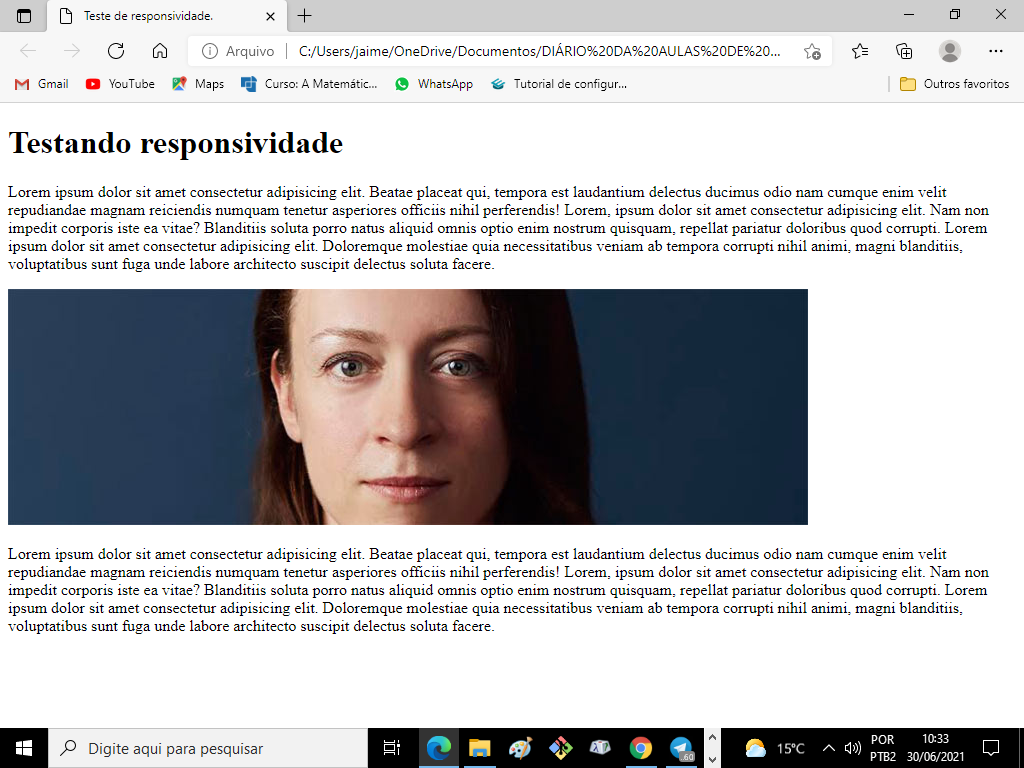 Teste de responsividade.
Arquivo
C:/Users/jaime/OneDrive/Documentos/DIÁRIO%20DA%20AULAS%20DE%20...
Gmail
YouTube
Maps
Curso: A Matemátic...
WhatsApp
Tutorial de configur...
Outros favoritos
Testando responsividade
Lorem ipsum dolor sit amet consectetur adipisicing elit. Beatae placeat qui, tempora est laudantium delectus ducimus odio nam cumque enim velit
repudiandae magnam reiciendis numquam tenetur asperiores officiis nihil perferendis! Lorem, ipsum dolor sit amet consectetur adipisicing elit. Nam non
impedit corporis iste ea vitae? Blanditiis soluta porro natus aliquid omnis optio enim nostrum quisquam, repellat pariatur doloribus quod corrupti. Lorem
ipsum dolor sit amet consectetur adipisicing elit. Doloremque molestiae quia necessitatibus veniam ab tempora corrupti nihil animi, magni blanditiis,
voluptatibus sunt fuga unde labore architecto suscipit delectus soluta facere.
Lorem ipsum dolor sit amet consectetur adipisicing elit. Beatae placeat qui, tempora est laudantium delectus ducimus odio nam cumque enim velit
repudiandae magnam reiciendis numquam tenetur asperiores officiis nihil perferendis! Lorem, ipsum dolor sit amet consectetur adipisicing elit. Nam non
impedit corporis iste ea vitae? Blanditiis soluta porro natus aliquid omnis optio enim nostrum quisquam, repellat pariatur doloribus quod corrupti. Lorem
ipsum dolor sit amet consectetur adipisicing elit. Doloremque molestiae quia necessitatibus veniam ab tempora corrupti nihil animi, magni blanditiis,
voluptatibus sunt fuga unde labore architecto suscipit delectus soluta facere.
Digite aqui para pesquisar
60
15°C
POR
PTB2
10:33
30/06/2021